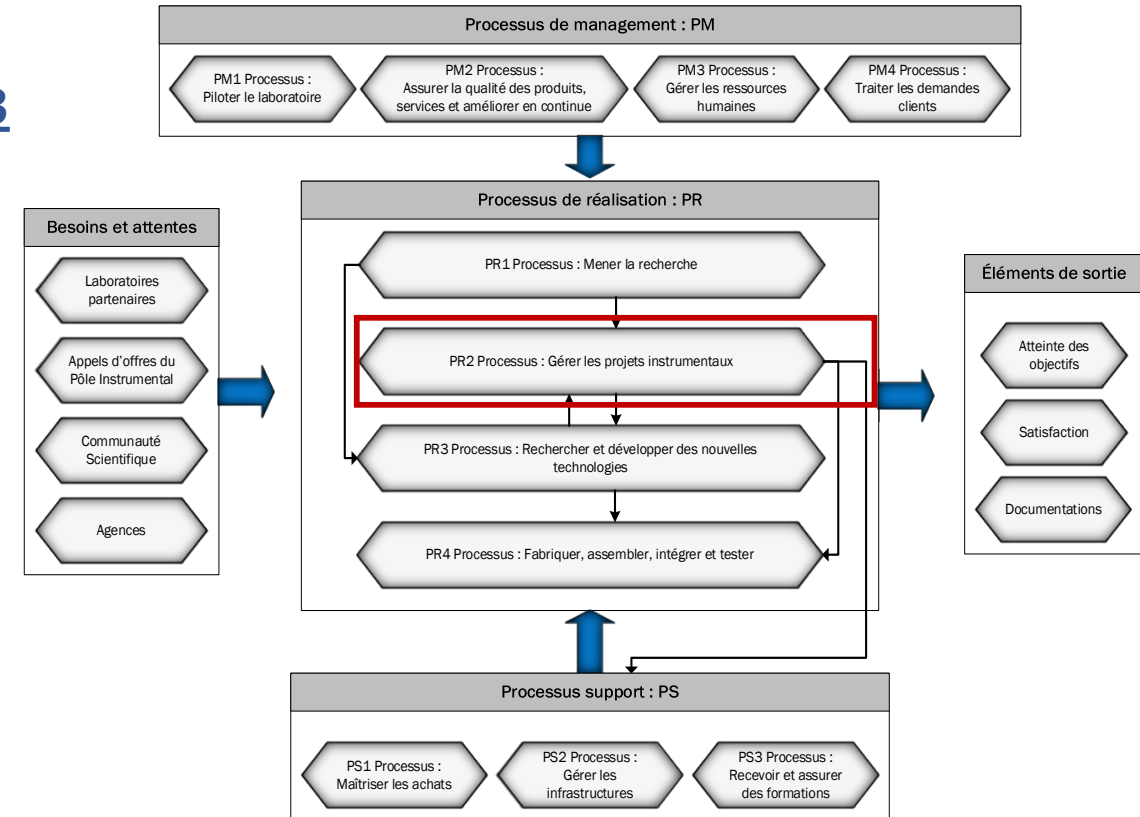 Processus de management : PM
PM1 Processus :
Piloter le laboratoire
PM2 Processus :
Assurer la qualité des produits,
services et améliorer en continue
PM3 Processus :
Gérer les ressources
humaines
PM4 Processus :
Traiter les demandes
clients
B
Besoins et attentes
Laboratoires
partenaires
Appels d'offres du
Pôle Instrumental
Communauté
Scientifique
Agences
Processus de réalisation : PR
PR1 Processus : Mener la recherche
PR2 Processus : Gérer les projets instrumentaux
PR3 Processus : Rechercher et développer des nouvelles
technologies
PR4 Processus : Fabriquer, assembler, intégrer et tester
Éléments de sortie
Atteinte des
objectifs
Satisfaction
Documentations
Processus support : PS
PS1 Processus :
Maîtriser les achats
PS2 Processus :
Gérer les
infrastructures
PS3 Processus :
Recevoir et assurer
des formations